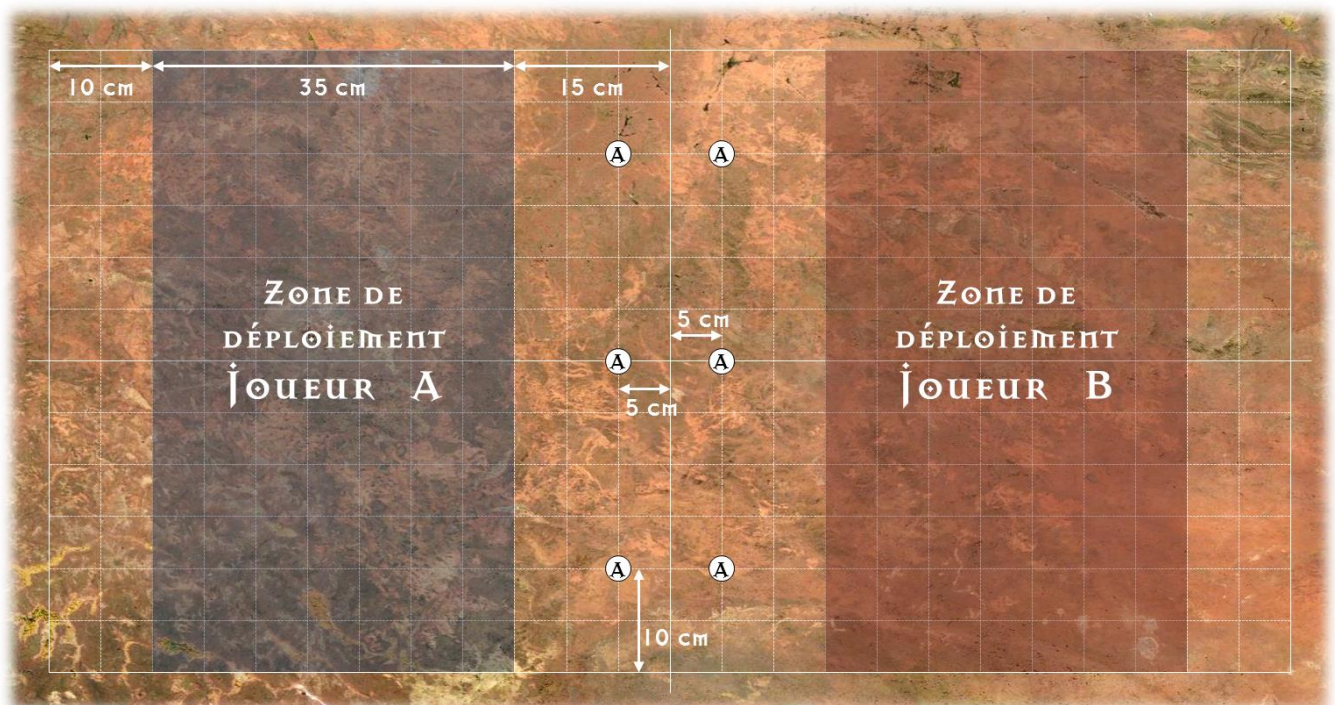 10 cm
35 cm
15 cm
A
A
Zone de
déploiement
Joueur A
Zone de
déploiement
Joueur B
5 cm
A
A
5 cm
A
A
10 cm